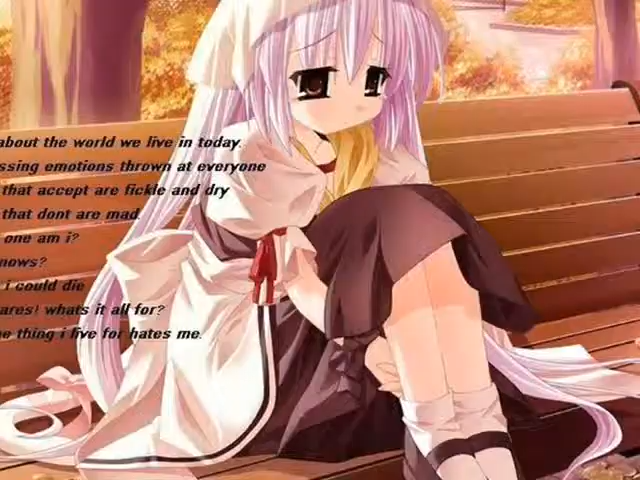 about the world we live in today.
ssing emotions thrown at everyone
that accept are fickle and dry
that dont are mad.
one am i?
nows?
i could die
ares! whats it all for?
e thing i live for hates me.